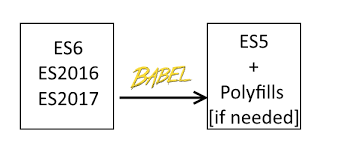 ES6
ES2016
ES2017
BABEL
ES5
+
Polyfills
[if needed]